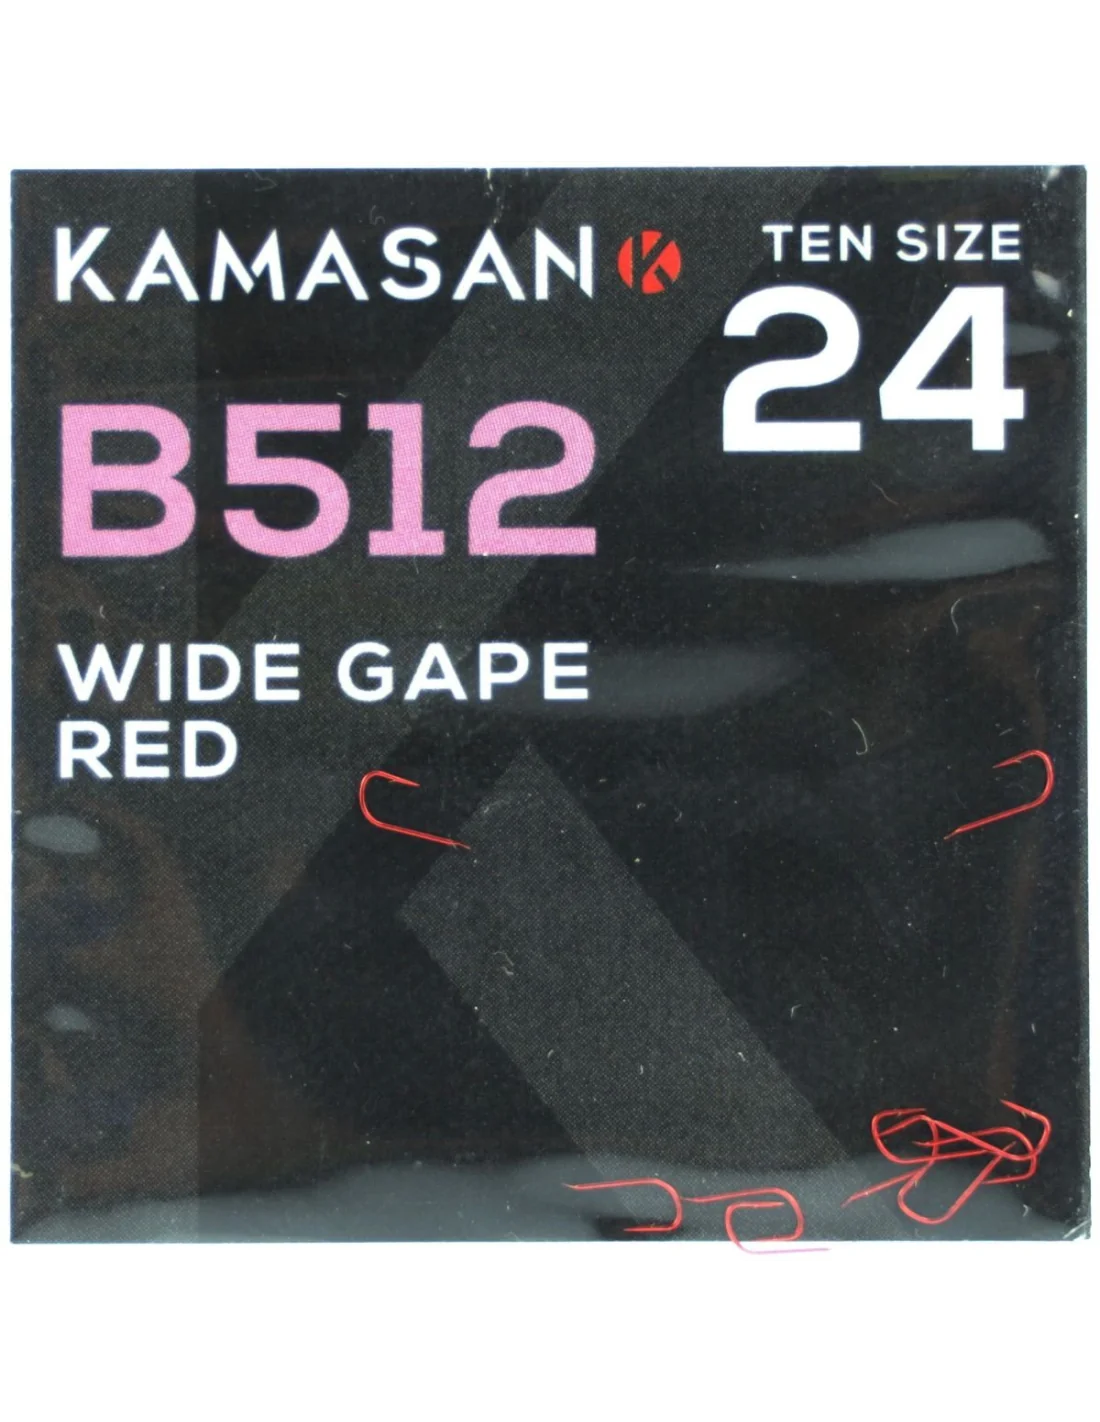 KAMASAN K
TEN SIZE
24
B512
WIDE GAPE
RED